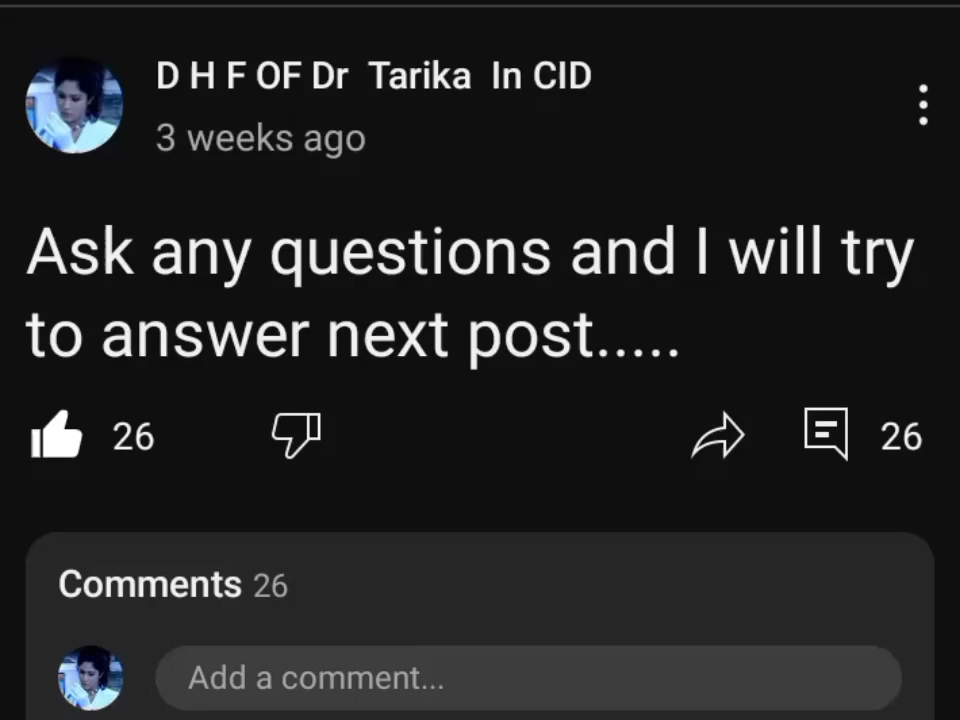 D H F OF Dr Tarika In CID
3 weeks ago
Ask any questions and I will try
to answer next post.....
26
26
Comments 26
Add a comment...